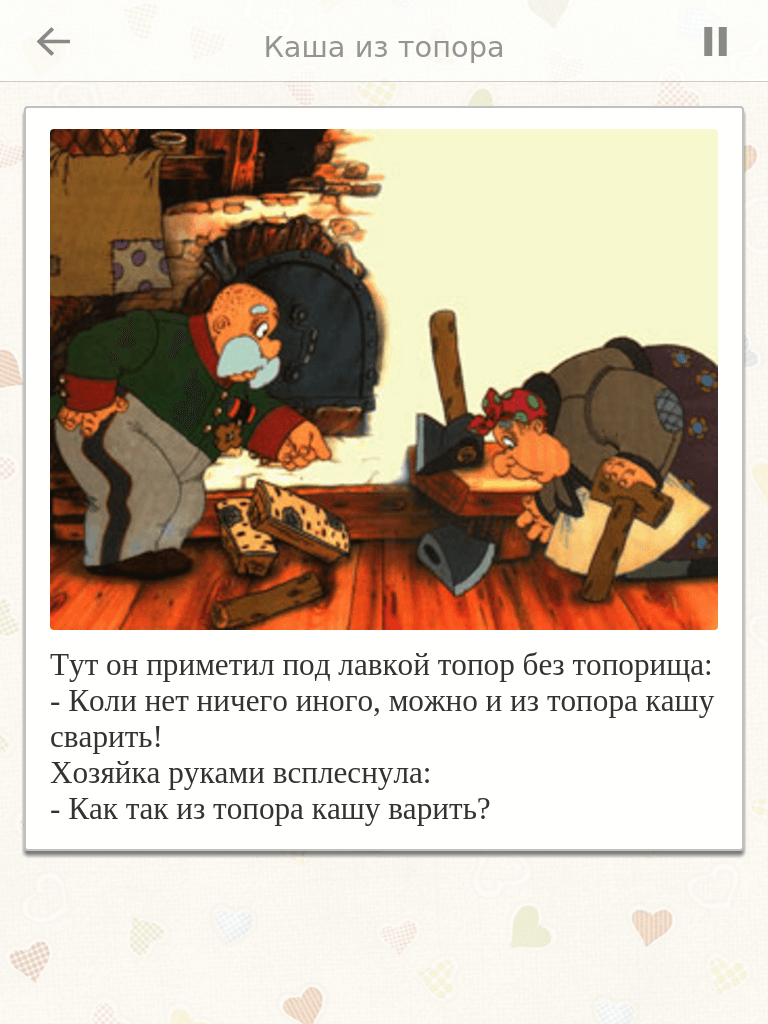 Каша из топора
Тут он приметил под лавкой топор без топорища:
- Коли нет ничего иного, можно и из топора кашу
сварить!
Хозяйка руками всплеснула:
- Как так из топора кашу варить?